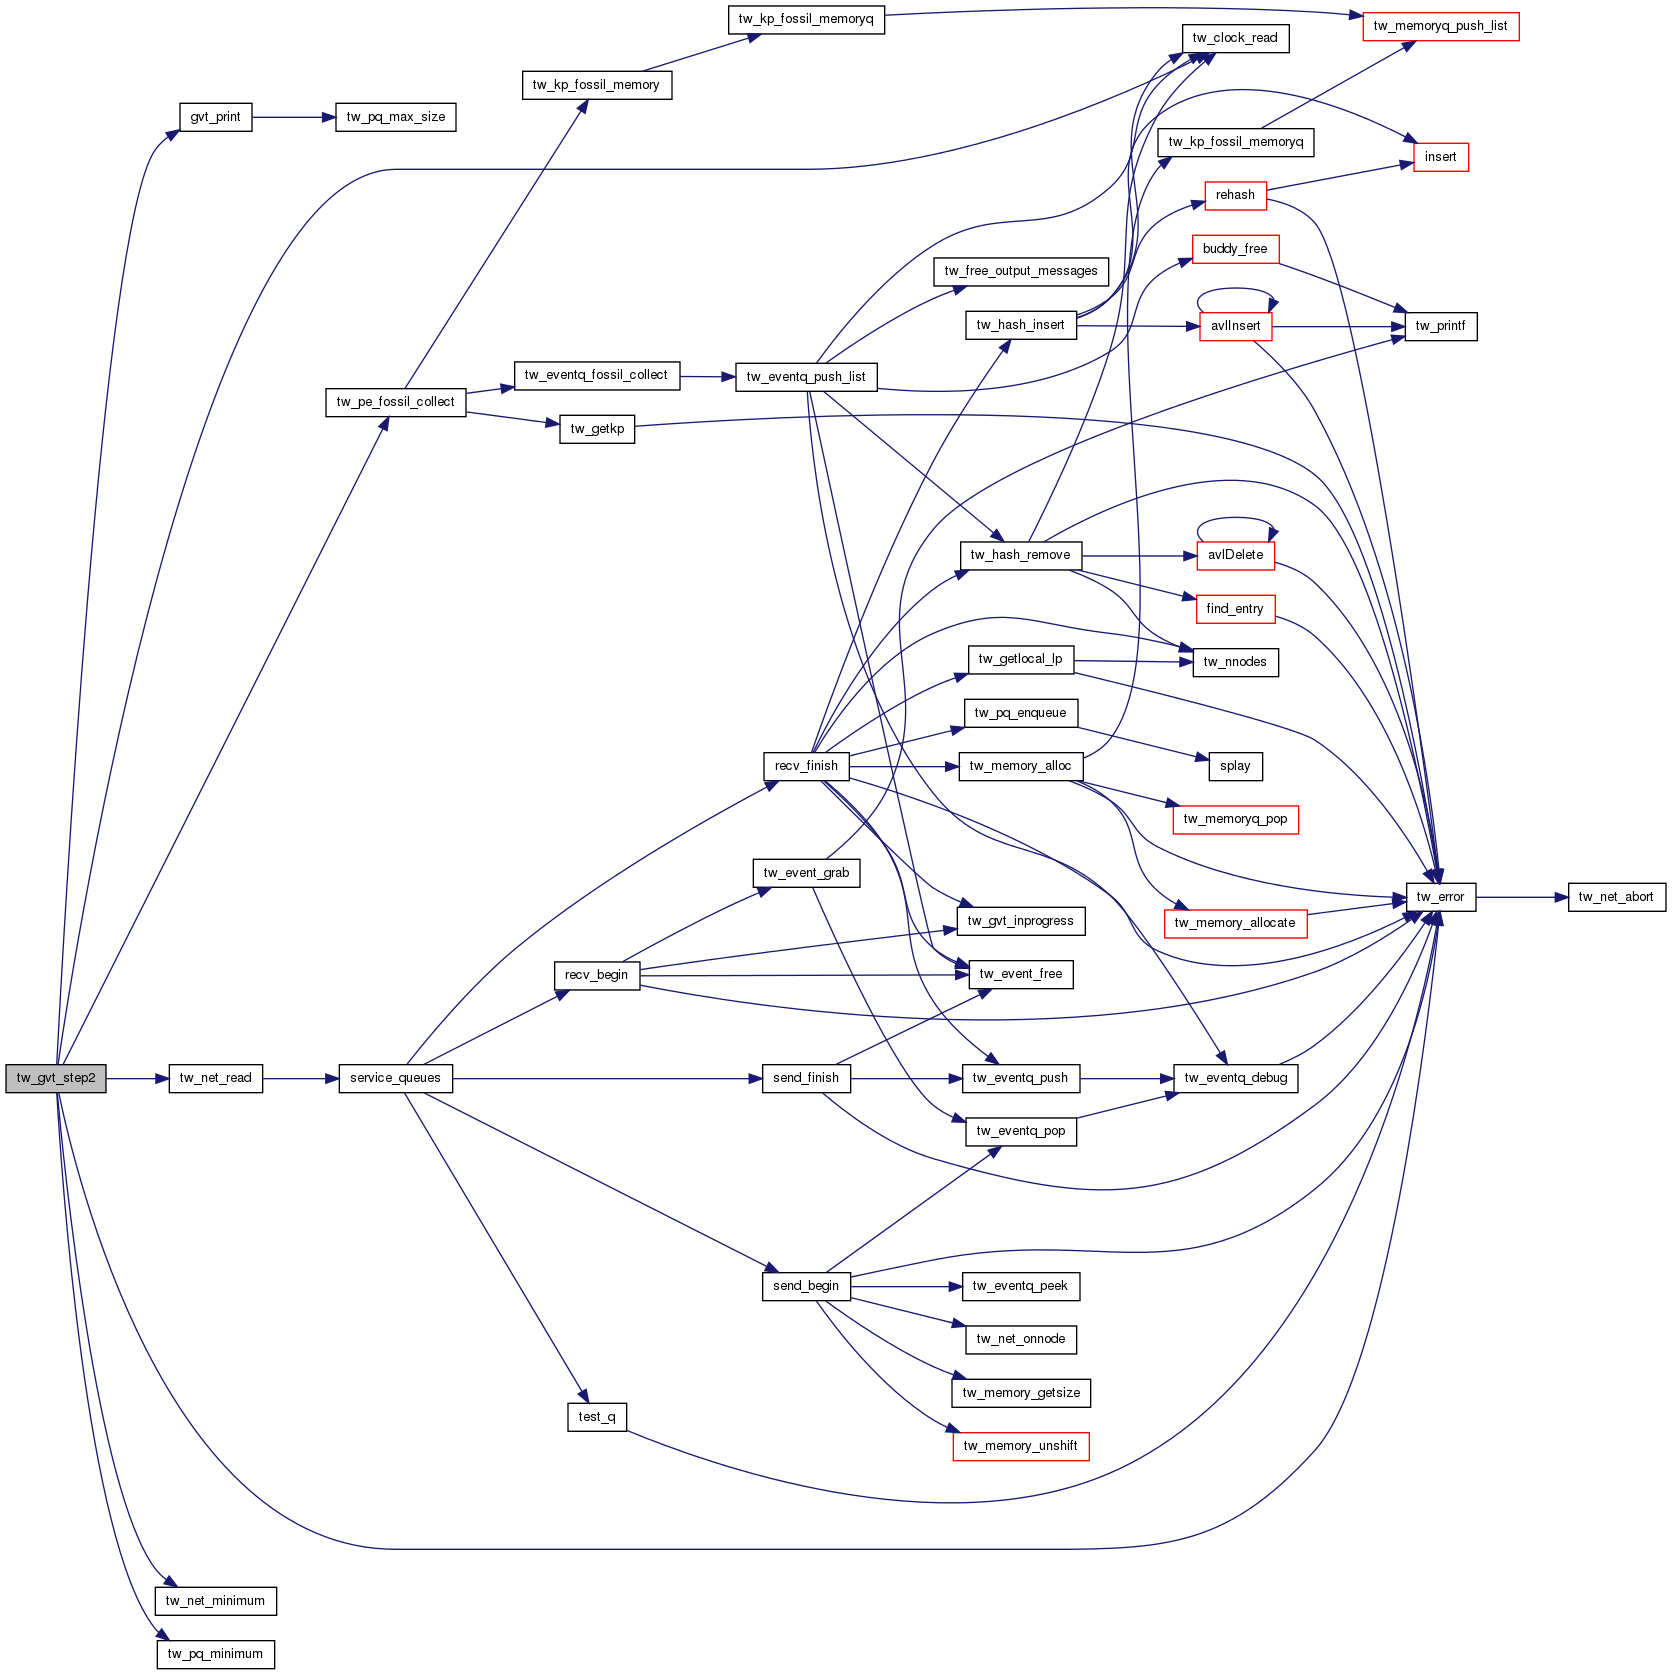 tw_kp_fossil_memoryq
tw_memoryq_push_list
tw_clock_read
tw_kp_fossil_memory
gvt_print
tw_pq_max_size
tw_kp_fossil_memoryq
insert
rehash
buddy_free
tw_free_output_messages
tw_hash_insert
avlInsert
tw_printf
tw_eventq_fossil_collect
tw_eventq_push_list
tw_pe_fossil_collect
tw_getkp
tw_hash_remove
avlDelete
find_entry
tw_getlocal_lp
tw_nnodes
tw_pq_enqueue
recv_finish
tw_memory_alloc
splay
tw_memoryq_pop
tw_event_grab
tw_error
tw_net_abort
tw_gvt_inprogress
tw_memory_allocate
recv_begin
tw_event_free
tw_gvt_step2
tw_net_read
service_queues
send_finish
tw_eventq_push
tw_eventq_debug
tw_eventq_pop
send_begin
tw_eventq_peek
tw_net_onnode
tw_memory_getsize
test_q
tw_memory_unshift
tw_net_minimum
tw_pq_minimum